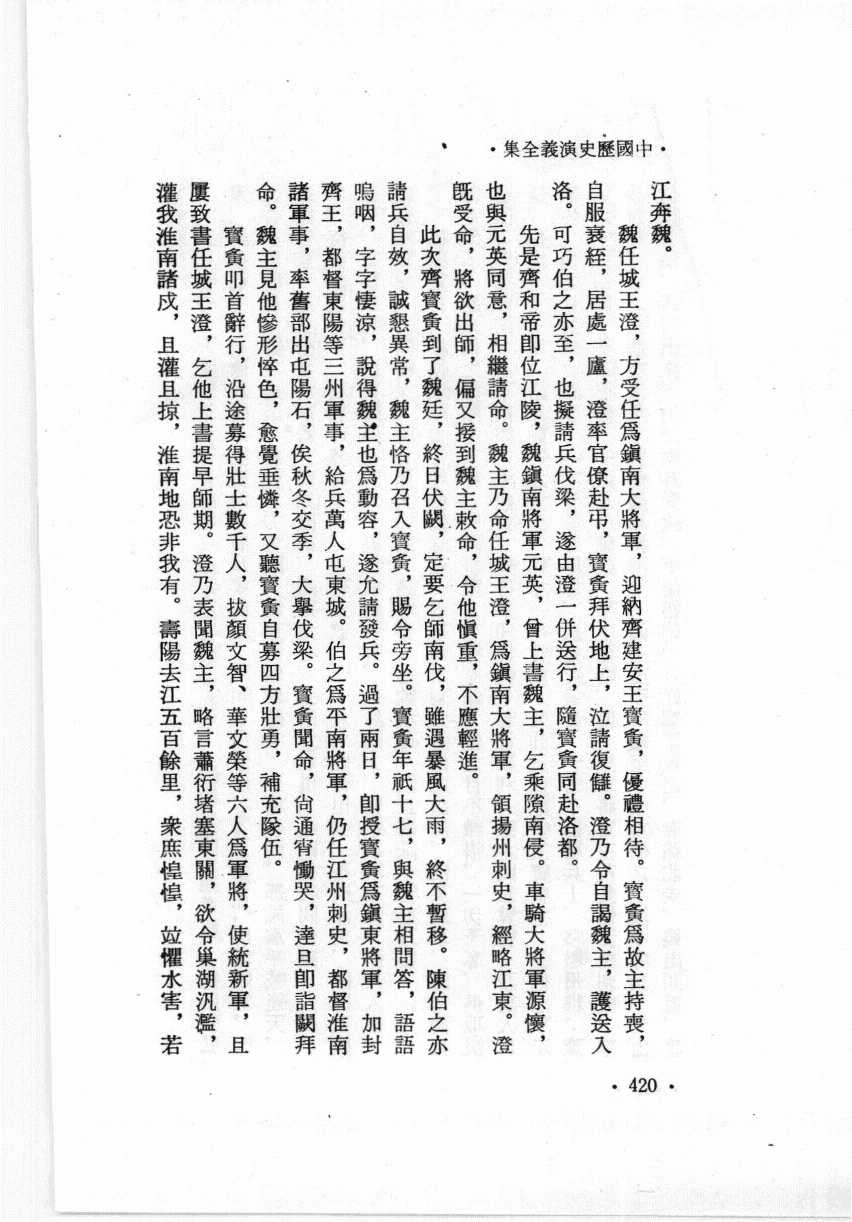 ·中國歷史演義全集·
江奔魏。
魏任城王澄，方受任爲鎭南大將軍，迎納齊建安王寶夤，優禮相待。寶夤爲故主持喪，
自服衰絰，居處一廬，澄率官僚赴弔，寶夤拜伏地上，泣請復讎。澄乃令自謁魏主，護送入
洛。可巧伯之亦至，也擬請兵伐梁，遂由澄一併送行，隨寶夤同赴洛都。
先是齊和帝卽位江陵，魏鎭南將軍元英，曾上書魏主，乞乘隙南侵。車騎大將軍源懷，
也與元英同意，相繼請命。魏主乃命任城王澄，爲鎭南大將軍，領揚州刺史，經略江東。澄
旣受命，將欲出師，偏又接到魏主敕命，令他愼重，不應輕進。
此次齊寶夤到了魏廷，終日伏闕，定要乞師南伐，雖遇暴風大雨，終不暫移。陳伯之亦
請兵自效，誠懇異常，魏主恪乃召入寶夤，賜令旁坐。寶夤年祇十七，與魏主相問答，語語
嗚咽，字字悽涼，說得魏主也爲動容，遂允請發兵。過了兩日，卽授寶夤爲鎭東將軍，加封
齊王，都督東陽等三州軍事，給兵萬人屯東城。伯之爲平南將軍，仍任江州刺史，都督淮南
諸軍事，率舊部出屯陽石，俟秋冬交季，大擧伐梁。寶夤聞命，尙通宵慟哭，達旦卽詣闕拜
命。魏主見他慘形悴色，愈覺垂憐，又聽寶夤自募四方壯勇，補充隊伍。
寶夤叩首辭行，沿途募得壯士數千人，拔顏文智、華文榮等六人爲軍將，使統新軍，且
屢致書任城王澄，乞他上書提早師期。澄乃表聞魏主，略言蕭衍堵塞東關，欲令巢湖汎濫，
灌我淮南諸戍，且灌且掠，淮南地恐非我有。壽陽去江五百餘里，衆庶惶惶，竝懼水害，若
·420·